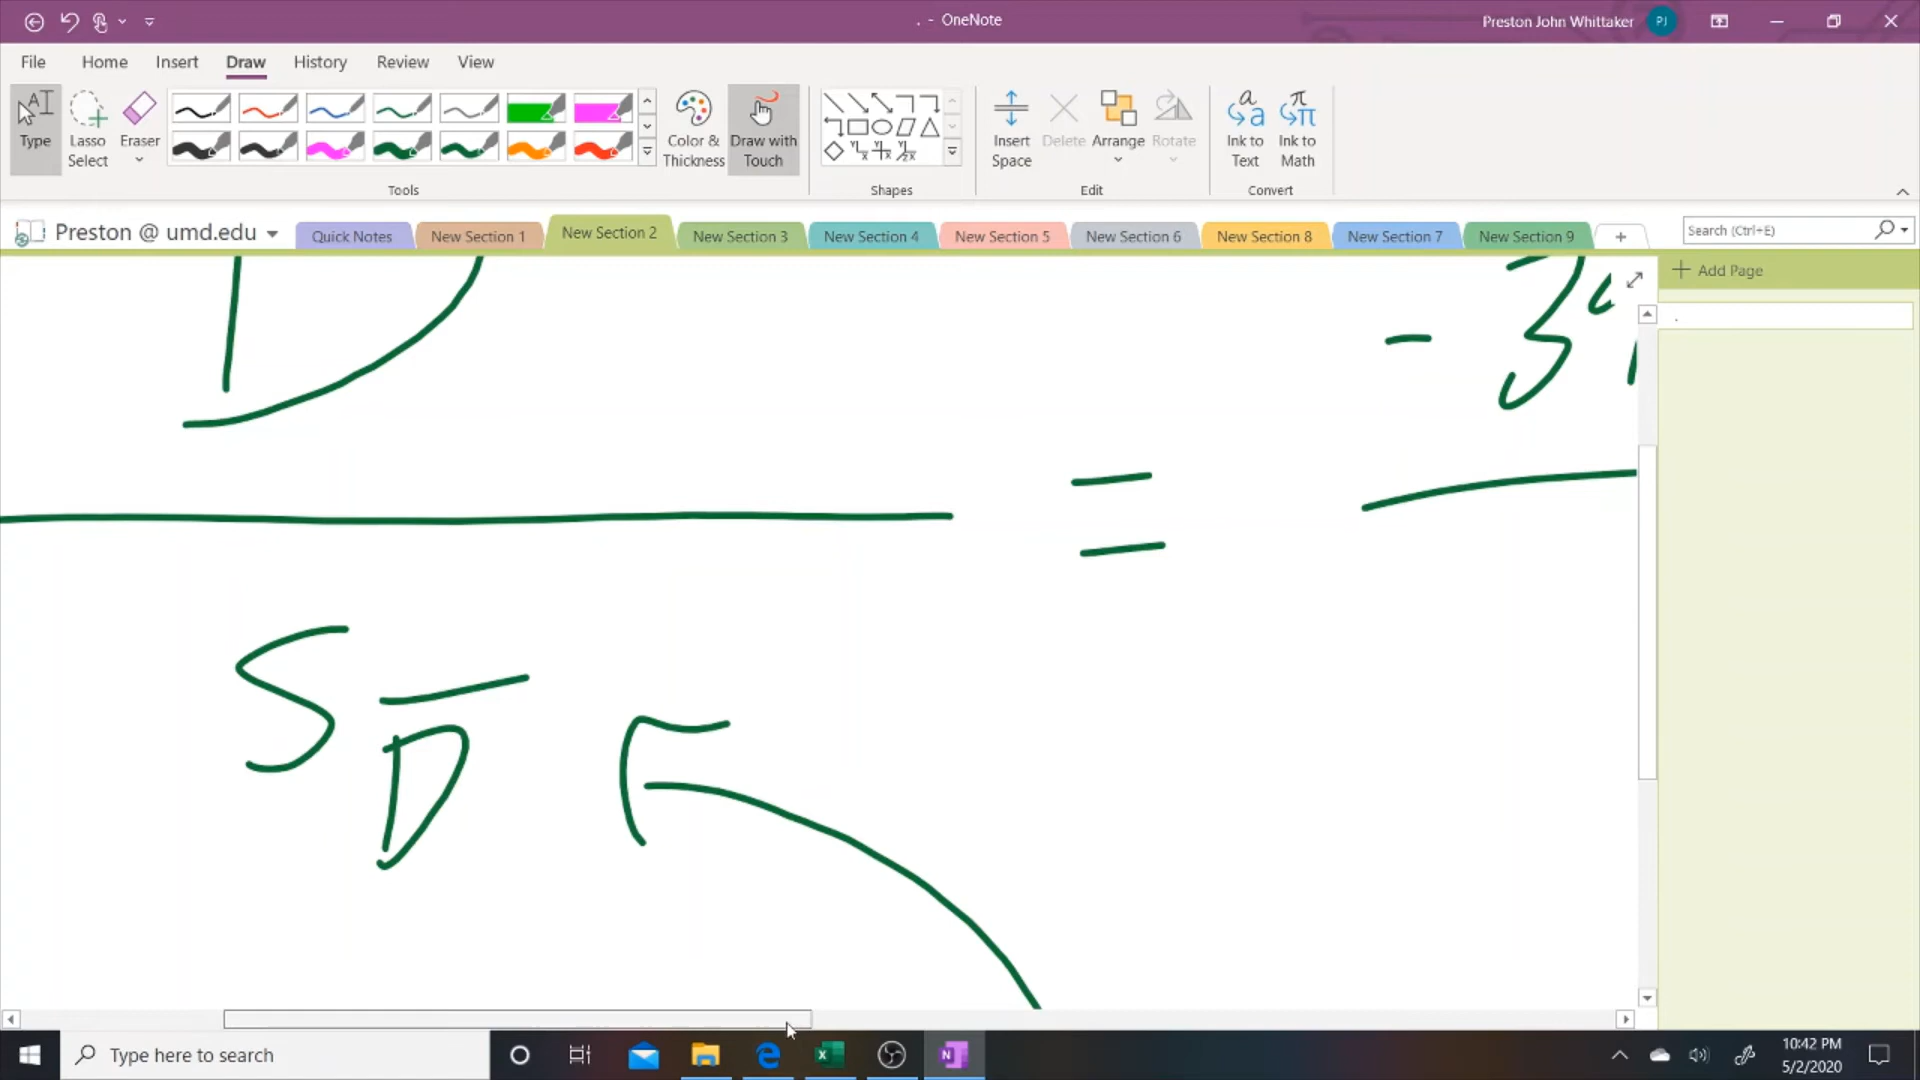 . - OneNote
Preston John Whittaker PJ
File Home Insert Draw History Review View
Type
Lasso Select
Eraser
Color & Thickness
Draw with Touch
Insert Space
Delete
Arrange
Rotate
Ink to Text
Ink to Math
Tools
Shapes
Edit
Convert
Preston @ umd.edu
Quick Notes New Section 1 New Section 2 New Section 3 New Section 4 New Section 5 New Section 6 New Section 8 New Section 7 New Section 9 +
Search (Ctrl+E)
+ Add Page
.
D
- 3
=
S D̅
Type here to search
10:42 PM
5/2/2020